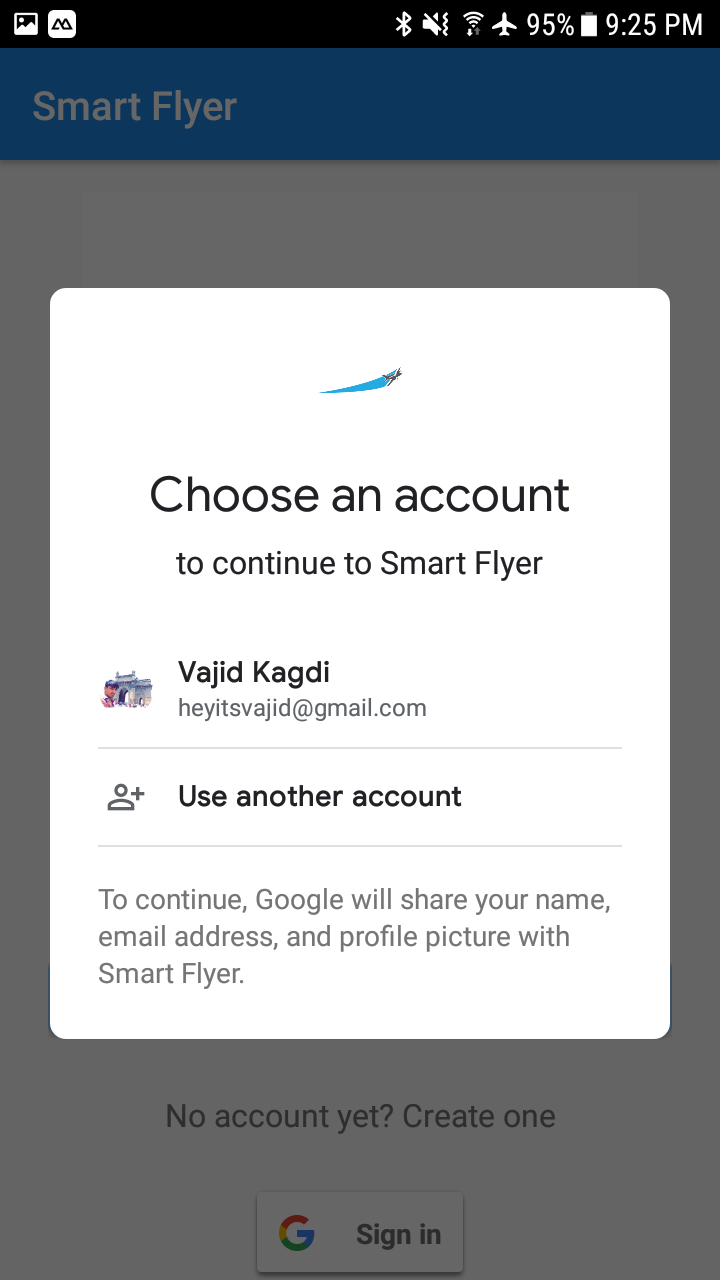 95% 9:25 PM
Smart Flyer
Choose an account
to continue to Smart Flyer
Vajid Kagdi
heyitsvajid@gmail.com
Use another account
To continue, Google will share your name,
email address, and profile picture with
Smart Flyer.
No account yet? Create one
Sign in